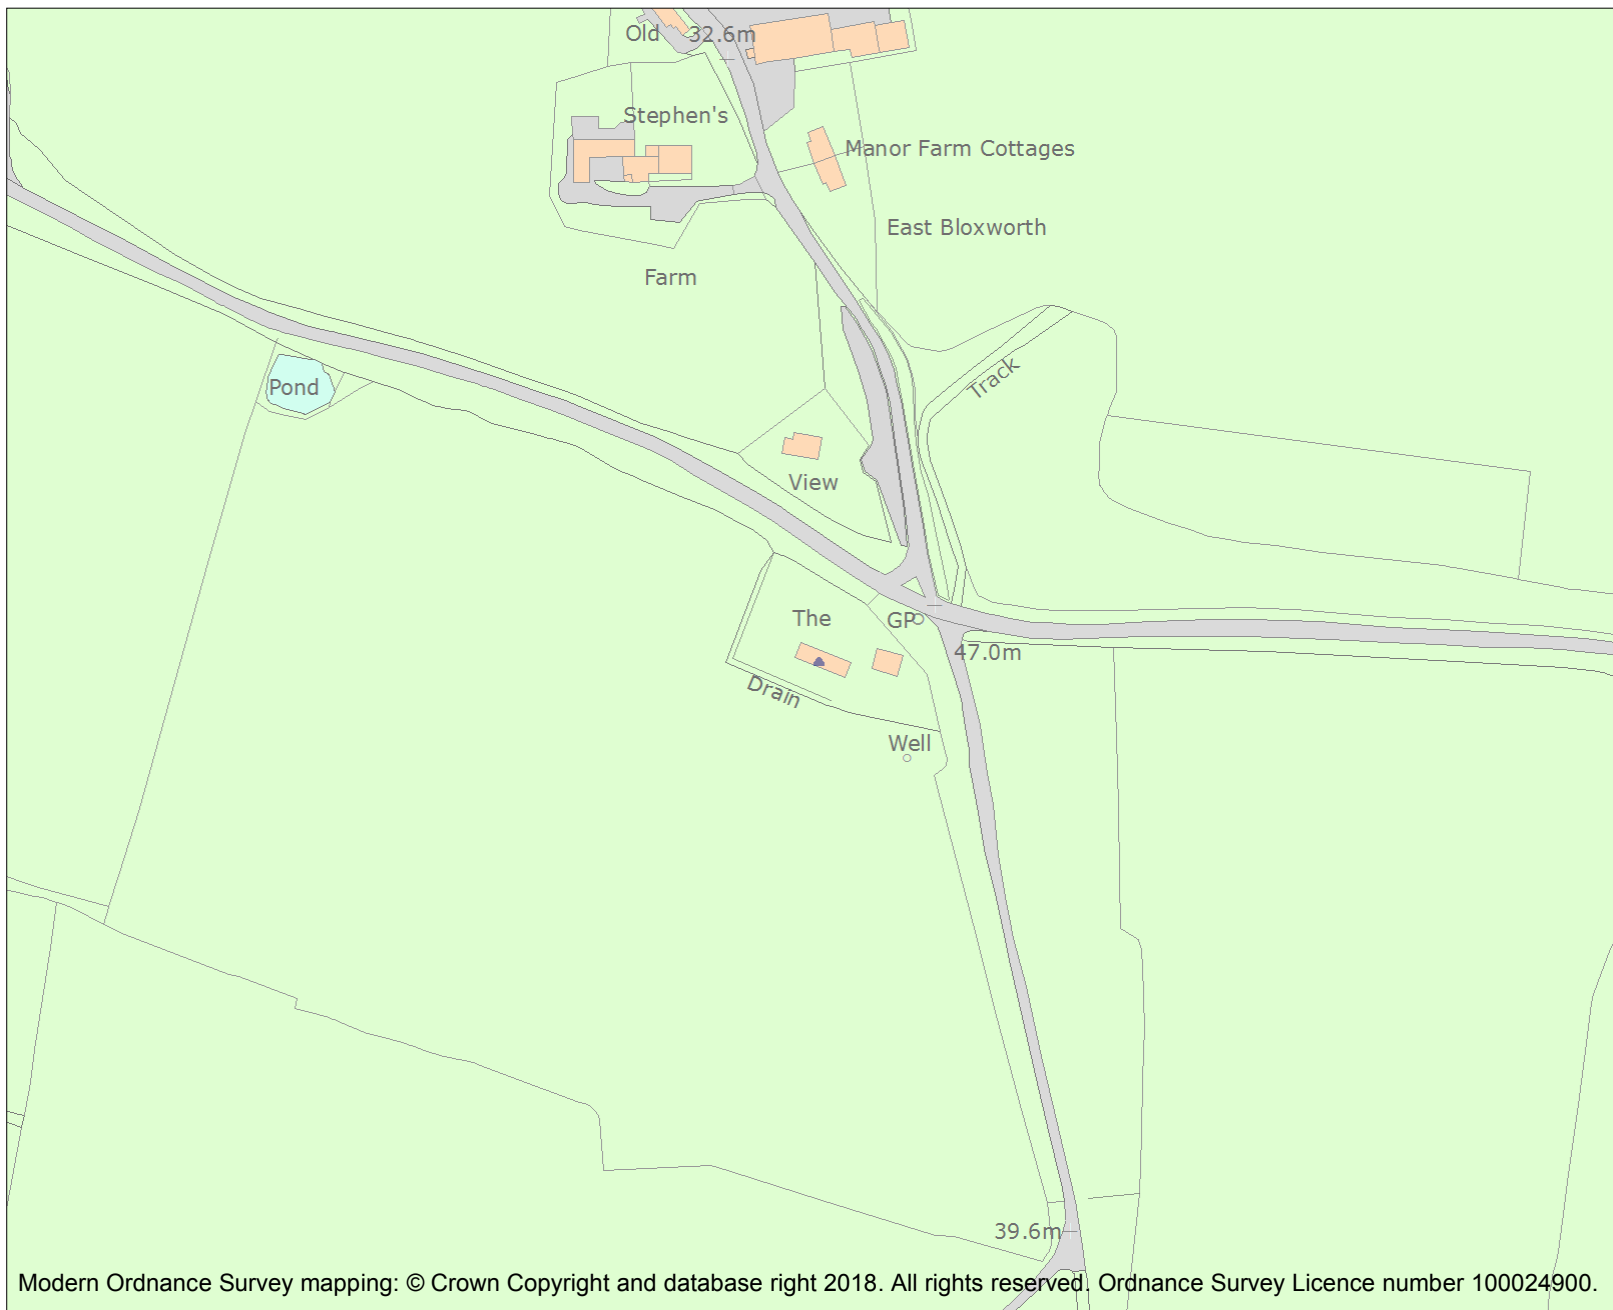 Old
32.6m
Stephen's
Manor Farm Cottages
East Bloxworth
Farm
Track
Pond
View
The
GP
47.0m
Drain
Well
39.6m
Modern Ordnance Survey mapping: © Crown Copyright and database right 2018. All rights reserved. Ordnance Survey Licence number 100024900.